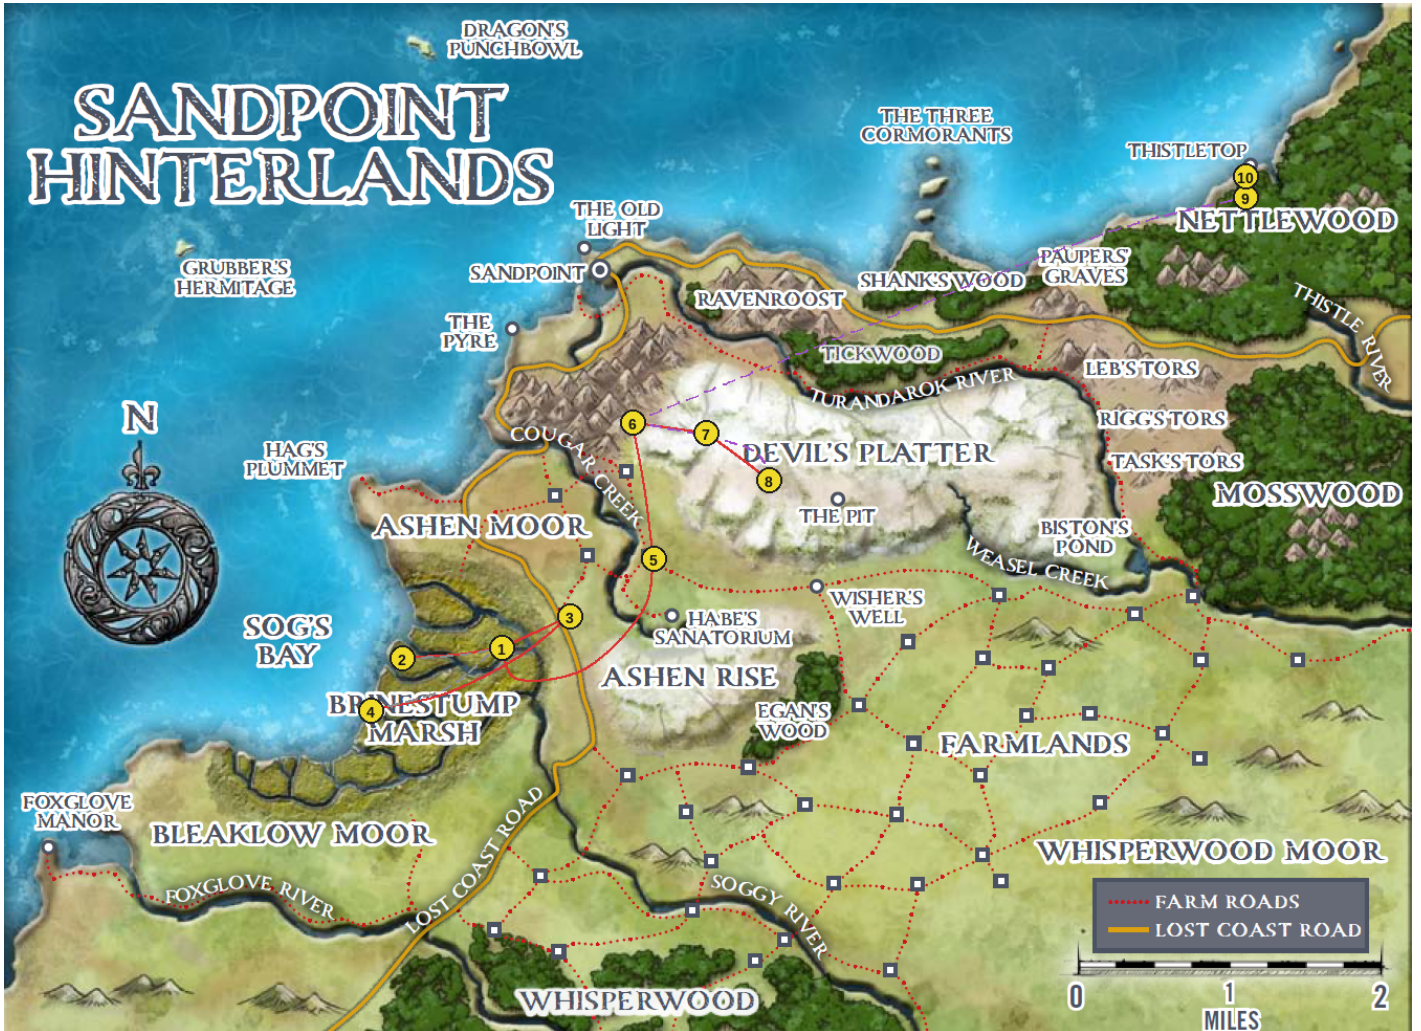 DRAGON'S
PUNCHBOWL
SANDPOINT
HINTERLANDS
THE THREE
CORMORANTS
THISTLETOP
10
9
NETTLEWOOD
THE OLD
LIGHT
SANDPOINT
GRUBBER'S
HERMITAGE
PAUPERS'
GRAVES
SHANK'S WOOD
RAVENROOST
THISTLE
RIVER
THE
PYRE
TICKWOOD
LEB'S TORS
TURANDAROK RIVER
N
6
7
RIGG'S TORS
COUGAR CREEK
DEVIL'S PLATTER
HAG'S
PLUMMET
TASK'S TORS
8
MOSSWOOD
THE PIT
ASHEN MOOR
BISTON'S
POND
5
WEASEL CREEK
WISHER'S
WELL
3
HABE'S
SANATORIUM
SOG'S
BAY
1
2
ASHEN RISE
4
BRINESTUMP
MARSH
EGAN'S
WOOD
FARMLANDS
FOXGLOVE
MANOR
BLEAKLOW MOOR
LOST COAST ROAD
WHISPERWOOD MOOR
FOXGLOVE RIVER
SOGGY RIVER
FARM ROADS
LOST COAST ROAD
WHISPERWOOD
0
1
2
MILES